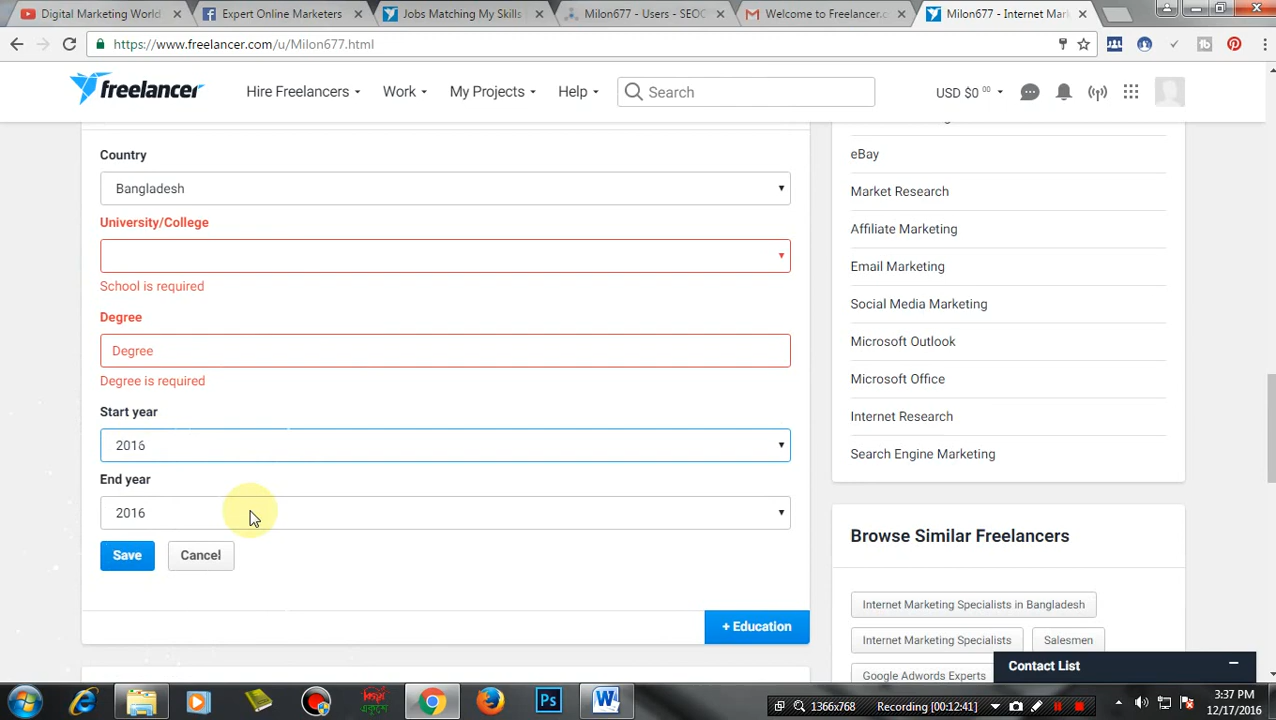 Digital Marketing World
Expert Online Marketers
Jobs Matching My Skills
Milon677 - Users - SEOC
Welcome to Freelancer.c
Milon677 - Internet Mar
https://www.freelancer.com/u/Milon677.html
freelancer
Hire Freelancers
Work
My Projects
Help
Search
USD $0 00
Country
Bangladesh
University/College
School is required
Degree
Degree
Degree is required
Start year
2016
End year
2016
Save
Cancel
+ Education
eBay
Market Research
Affiliate Marketing
Email Marketing
Social Media Marketing
Microsoft Outlook
Microsoft Office
Internet Research
Search Engine Marketing
Browse Similar Freelancers
Internet Marketing Specialists in Bangladesh
Internet Marketing Specialists
Salesmen
Google Adwords Experts
Contact List
Ps
W
1366x768
Recording [00:12:41]
3:37 PM
12/17/2016